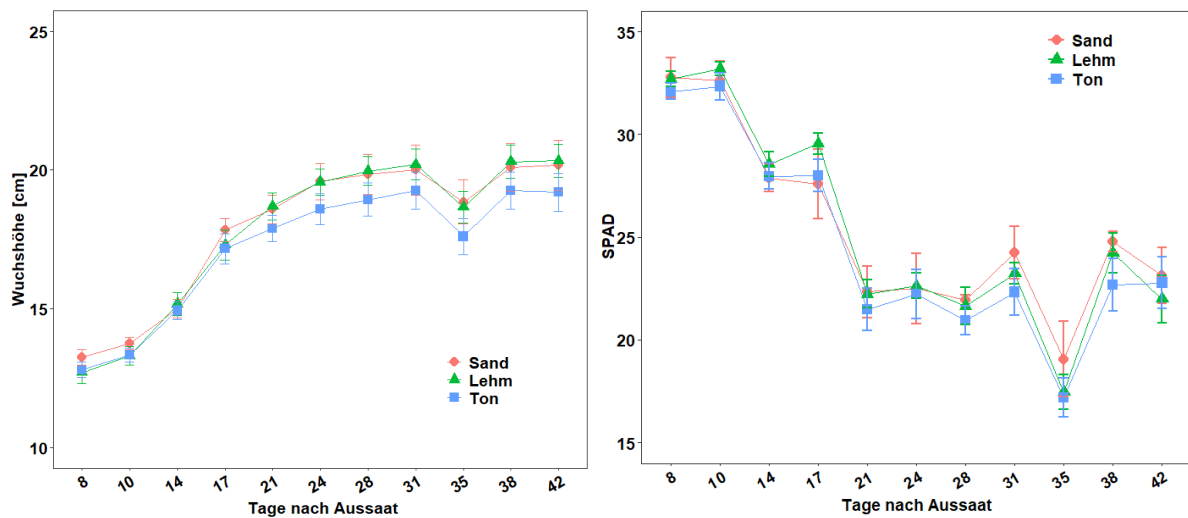 25
20
15
10
Wuchshöhe [cm]
Sand
Lehm
Ton
8 10 14 17 21 24 28 31 35 38 42
Tage nach Aussaat
35
30
25
20
15
SPAD
Sand
Lehm
Ton
8 10 14 17 21 24 28 31 35 38 42
Tage nach Aussaat